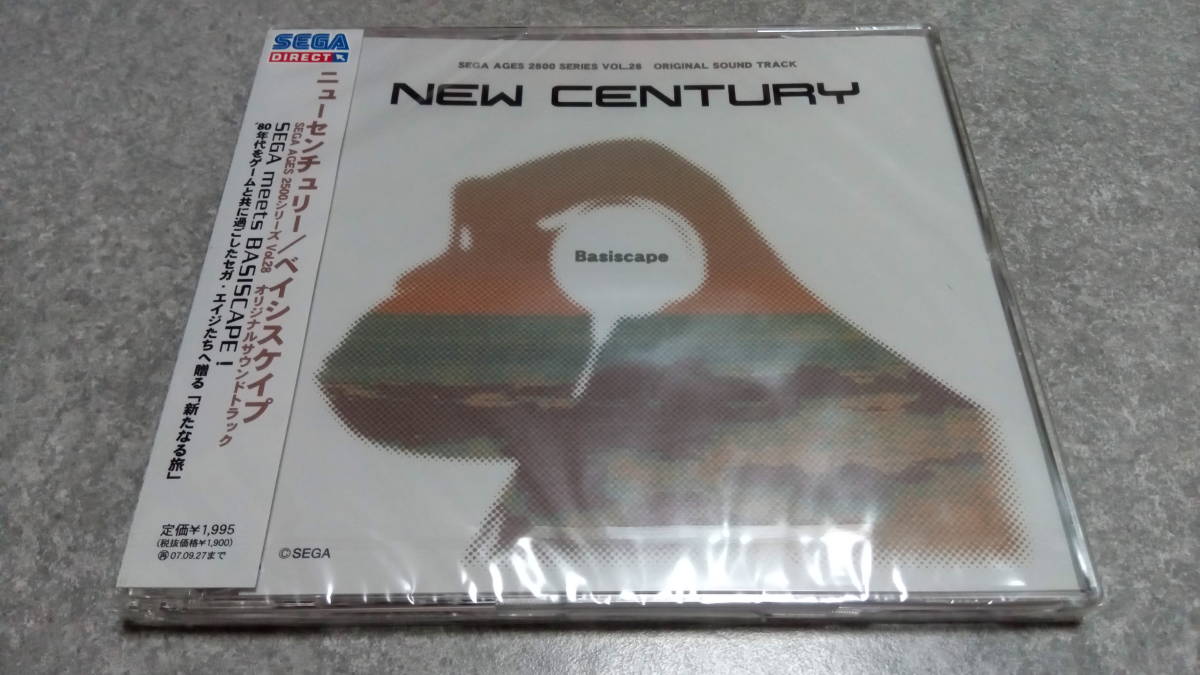 SEGA
DIRECT
ニューセンチュリー/ベイシスケイプ
SEGA AGES 2500シリーズ Vol.28 オリジナルサウンドトラック
SEGA meets BASISCAPE!
'80年代をゲームと共に過ごしたセガ・エイジたちへ贈る「新たなる旅」
定価¥1,995
(税抜価格¥1,900)
㊢07.09.27まで
SEGA AGES 2500 SERIES VOL.28 ORIGINAL SOUND TRACK
NEW CENTURY
Basiscape
©SEGA